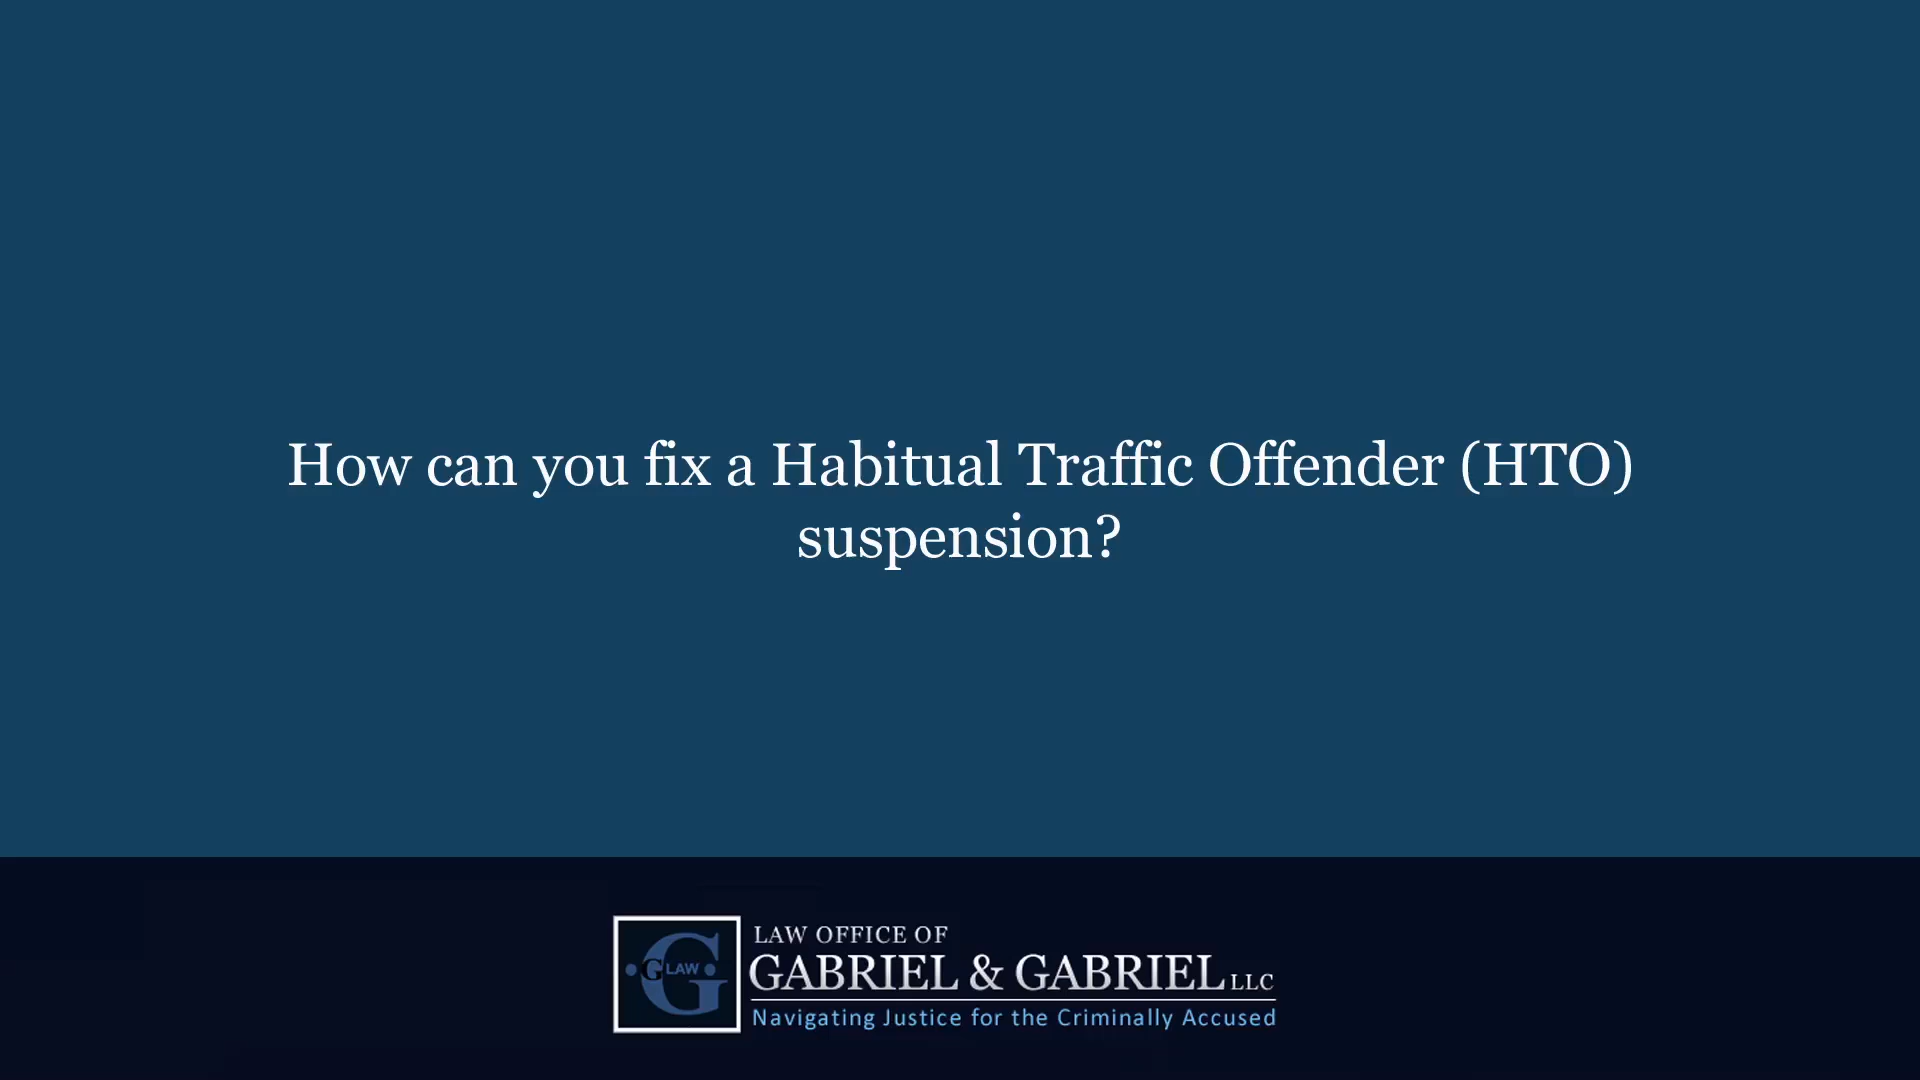 How can you fix a Habitual Traffic Offender (HTO)
suspension?
G LAW
LAW OFFICE OF
GABRIEL & GABRIEL LLC
Navigating Justice for the Criminally Accused